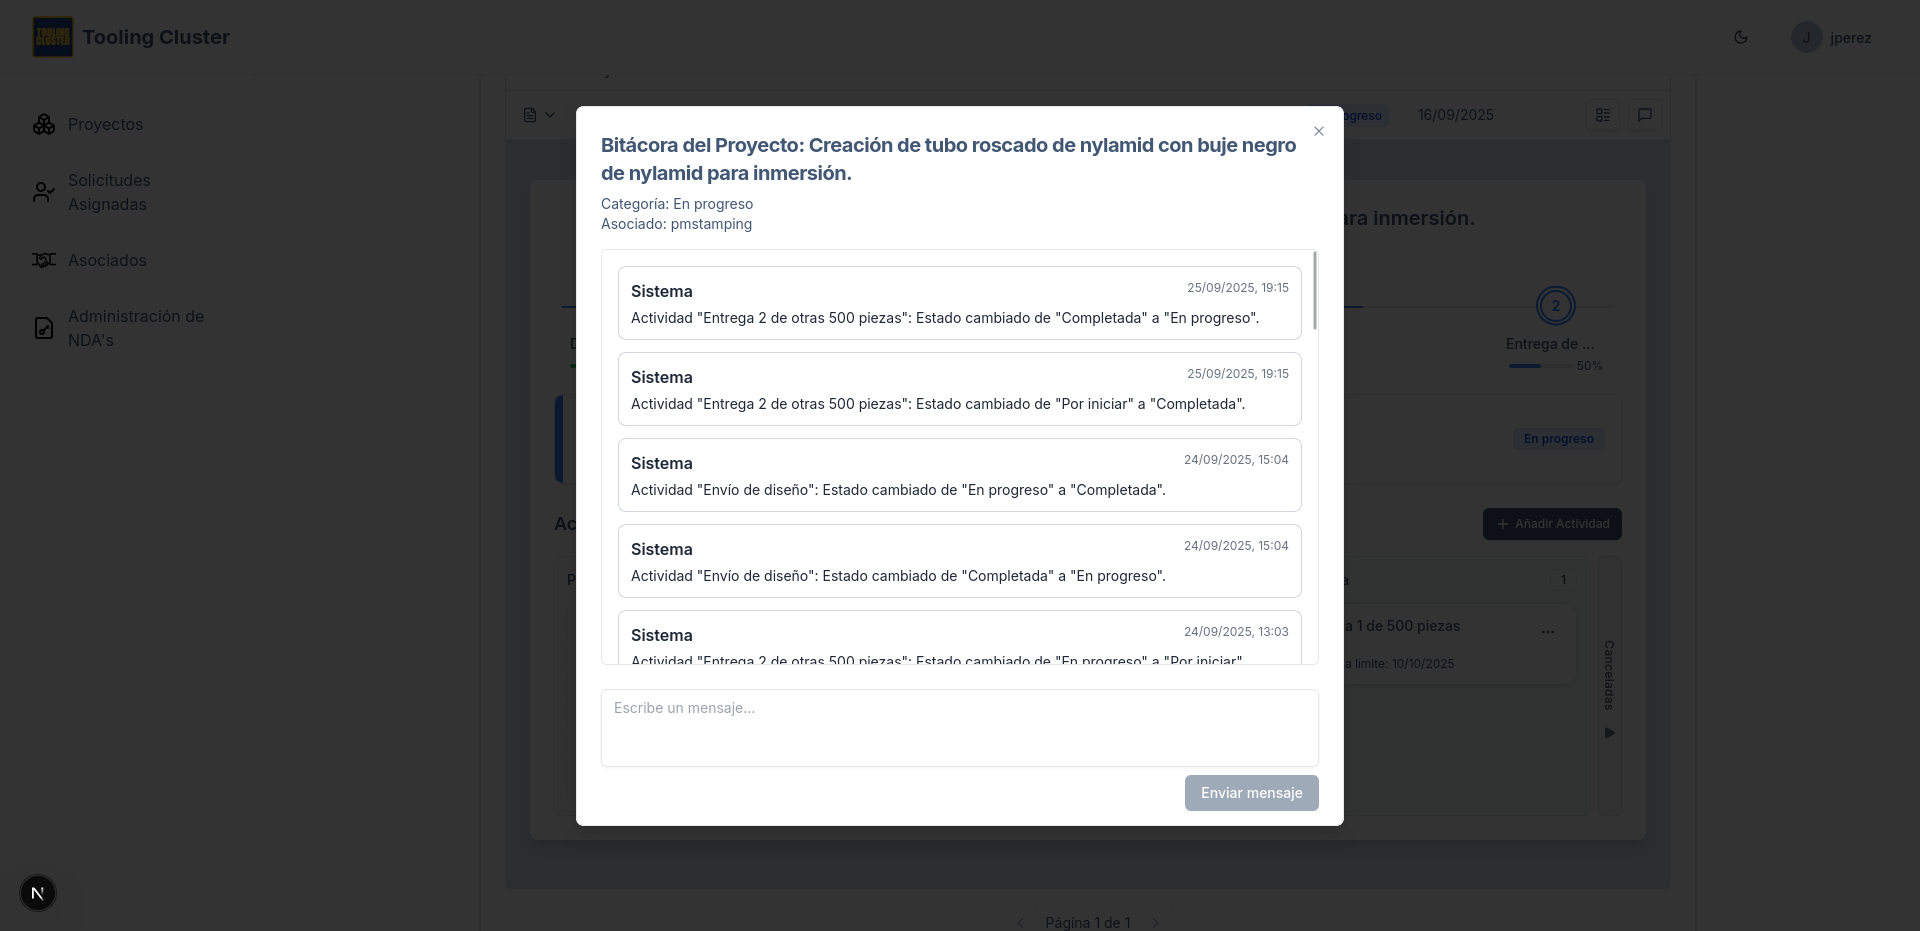 TOOLING
CLUSTER
Tooling Cluster
J
jperez
Proyectos
Solicitudes
Asignadas
Asociados
Administración de
NDA's
ogreso
16/09/2025
Bitácora del Proyecto: Creación de tubo roscado de nylamid con buje negro
de nylamid para inmersión.
Categoría: En progreso
Asociado: pmstamping
Sistema
25/09/2025, 19:15
Actividad "Entrega 2 de otras 500 piezas": Estado cambiado de "Completada" a "En progreso".
Sistema
25/09/2025, 19:15
Actividad "Entrega 2 de otras 500 piezas": Estado cambiado de "Por iniciar" a "Completada".
Sistema
24/09/2025, 15:04
Actividad "Envío de diseño": Estado cambiado de "En progreso" a "Completada".
Sistema
24/09/2025, 15:04
Actividad "Envío de diseño": Estado cambiado de "Completada" a "En progreso".
Sistema
24/09/2025, 13:03
Actividad "Entrega 2 de otras 500 piezas": Estado cambiado de "En progreso" a "Por iniciar".
Escribe un mensaje...
Enviar mensaje
ara inmersión.
2
Entrega de ...
50%
En progreso
Ac
+ Añadir Actividad
P
a
1
a 1 de 500 piezas
...
a límite: 10/10/2025
Canceladas
N
Página 1 de 1